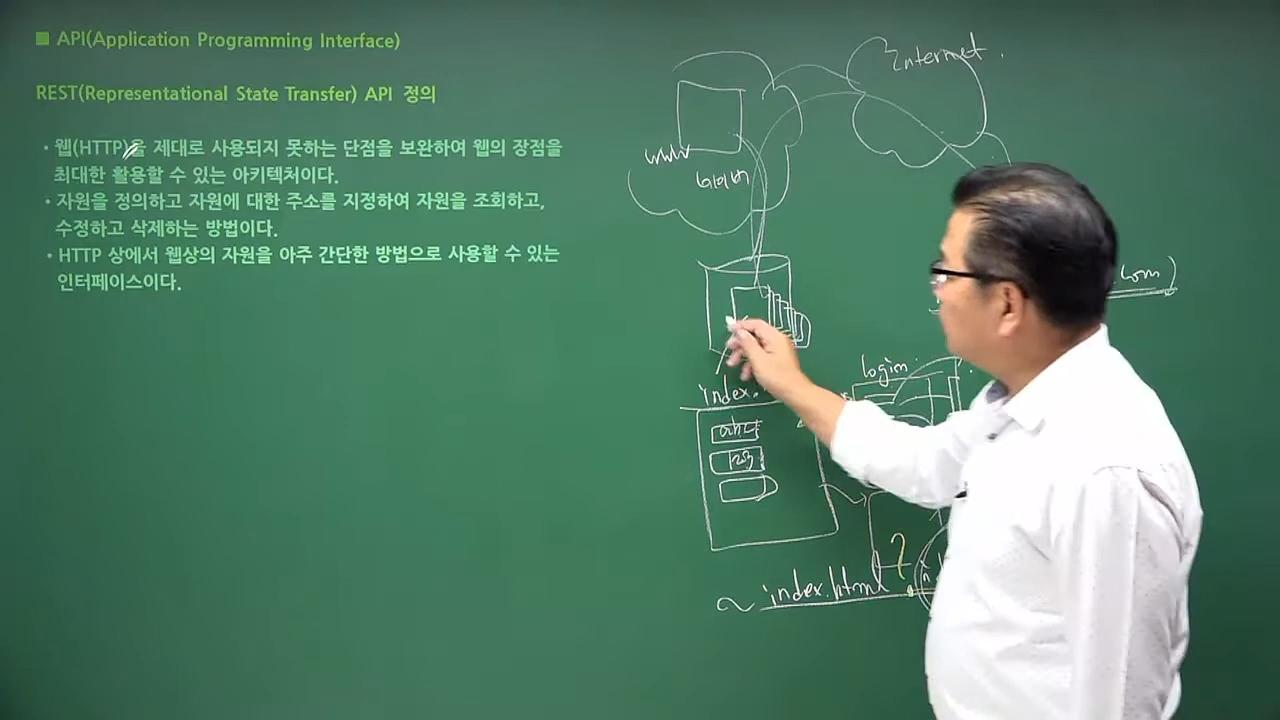 ■ API(Application Programming Interface)
REST(Representational State Transfer) API 정의
· 웹(HTTP)을 제대로 사용되지 못하는 단점을 보완하여 웹의 장점을
최대한 활용할 수 있는 아키텍처이다.
· 자원을 정의하고 자원에 대한 주소를 지정하여 자원을 조회하고,
수정하고 삭제하는 방법이다.
· HTTP 상에서 웹상의 자원을 아주 간단한 방법으로 사용할 수 있는
인터페이스이다.
Internet.
www
네이버
com)
login
index.
123
index.html ?